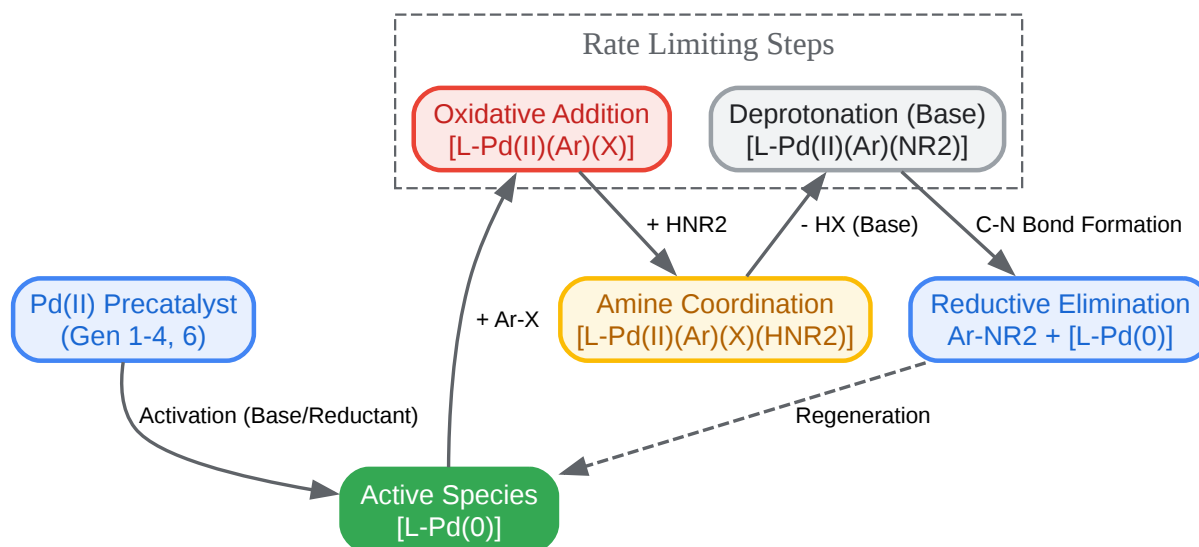 Rate Limiting Steps
Oxidative Addition
[L-Pd(II)(Ar)(X)]
Deprotonation (Base)
[L-Pd(II)(Ar)(NR2)]
+ HNR2
- HX (Base)
C-N Bond Formation
Pd(II) Precatalyst
(Gen 1-4, 6)
+ Ar-X
Amine Coordination
[L-Pd(II)(Ar)(X)(HNR2)]
Reductive Elimination
Ar-NR2 + [L-Pd(0)]
Activation (Base/Reductant)
Regeneration
Active Species
[L-Pd(0)]